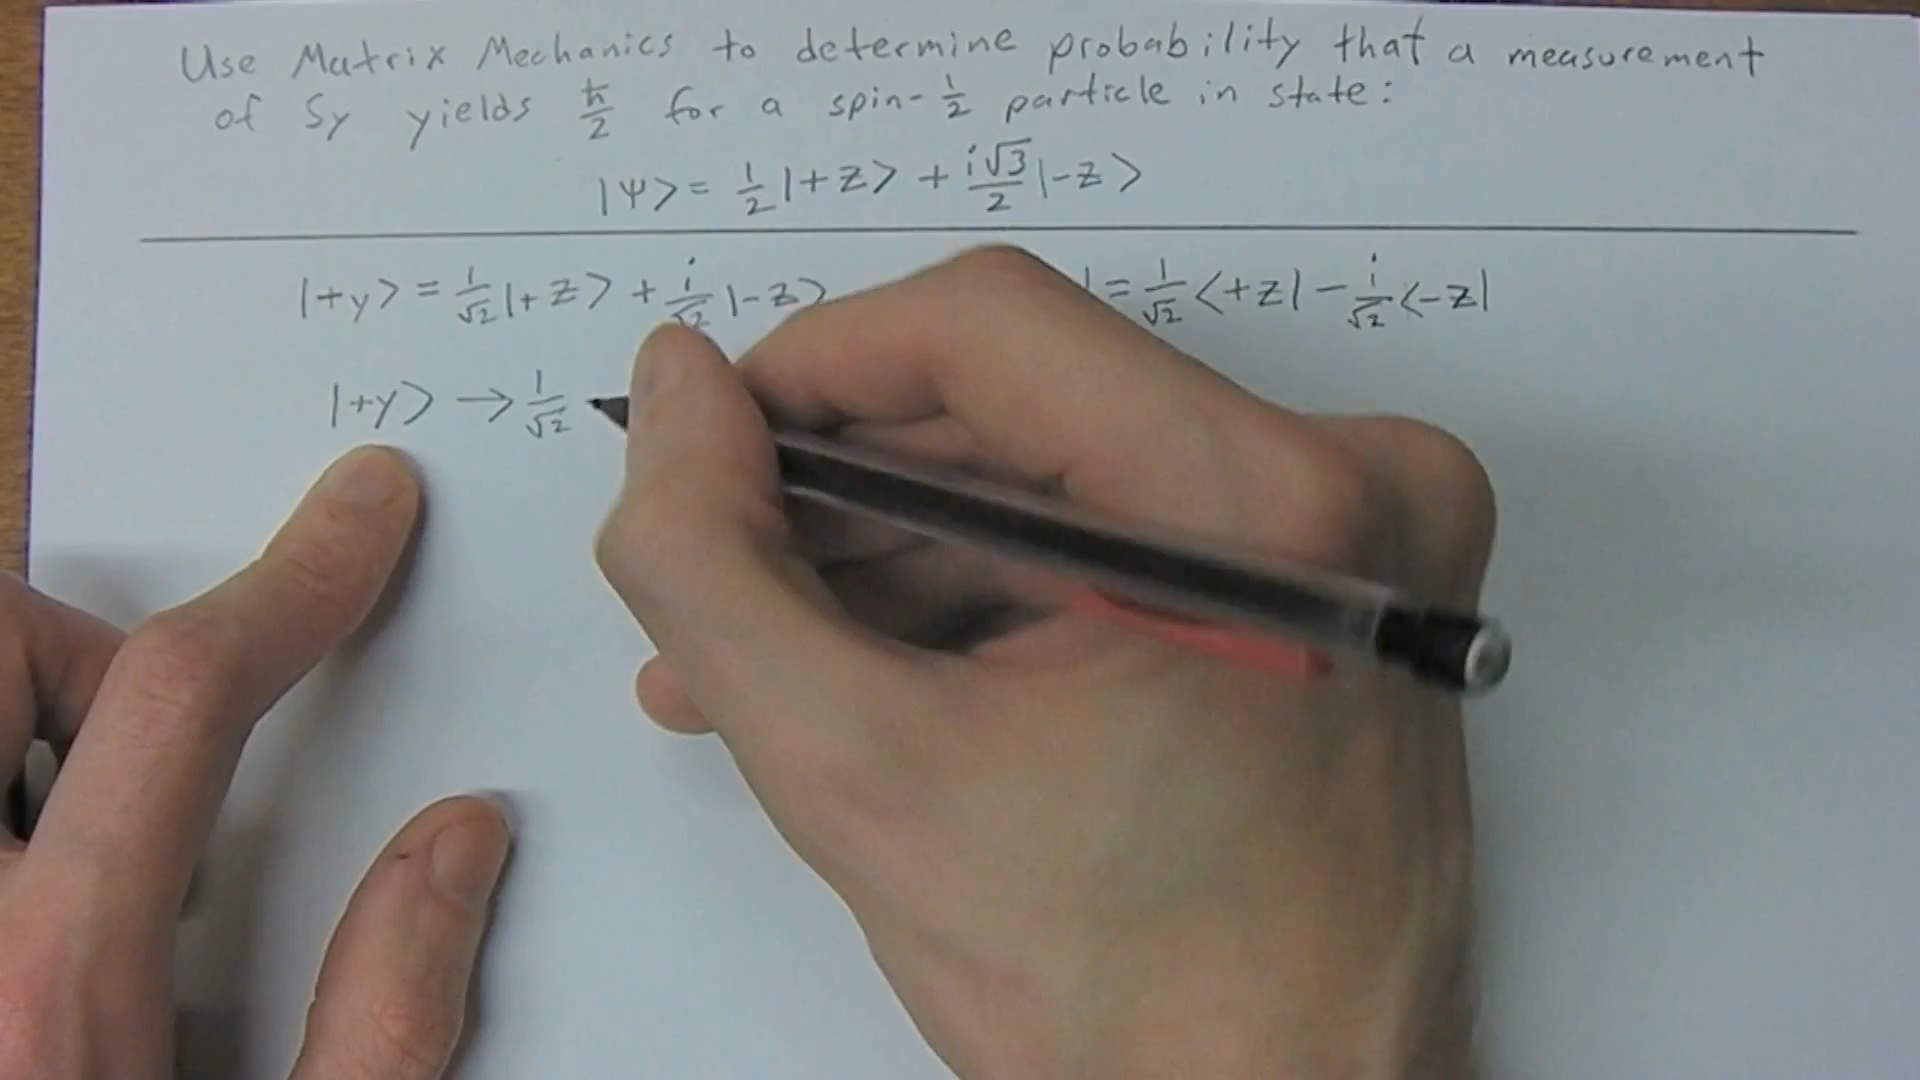 Use Matrix Mechanics to determine probability that a measurement
of Sy yields ħ/2 for a spin-1/2 particle in state:
|Ψ> = 1/2 |+z> + i√3/2 |-z>
|+y> = 1/√2 |+z> + i/√2 |-z> | = 1/√2 <+z| - i/√2 <-z|
|+y> → 1/√2